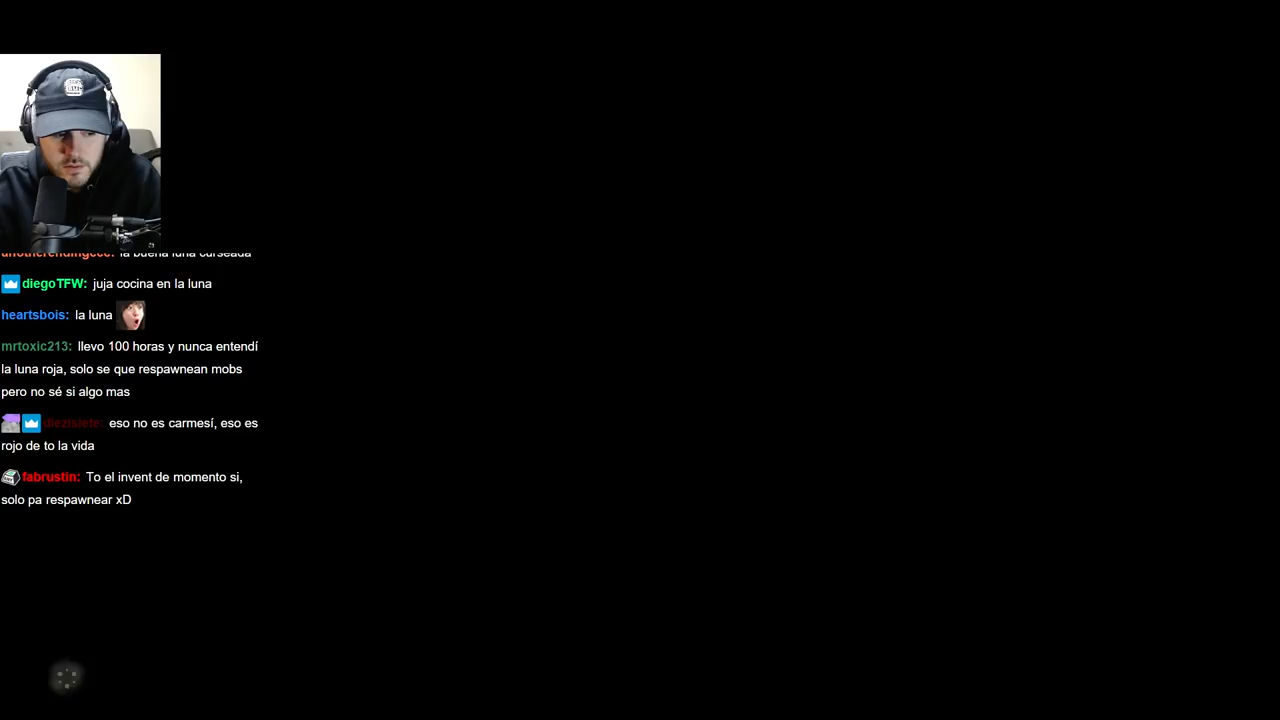 la buena luna curseada
diegoTFW: juja cocina en la luna
heartsbois: la luna
mrtoxic213: llevo 100 horas y nunca entendí
la luna roja, solo se que respawnean mobs
pero no sé si algo mas
diezisiete: eso no es carmesí, eso es
rojo de to la vida
fabrustin: To el invent de momento si,
solo pa respawnear xD